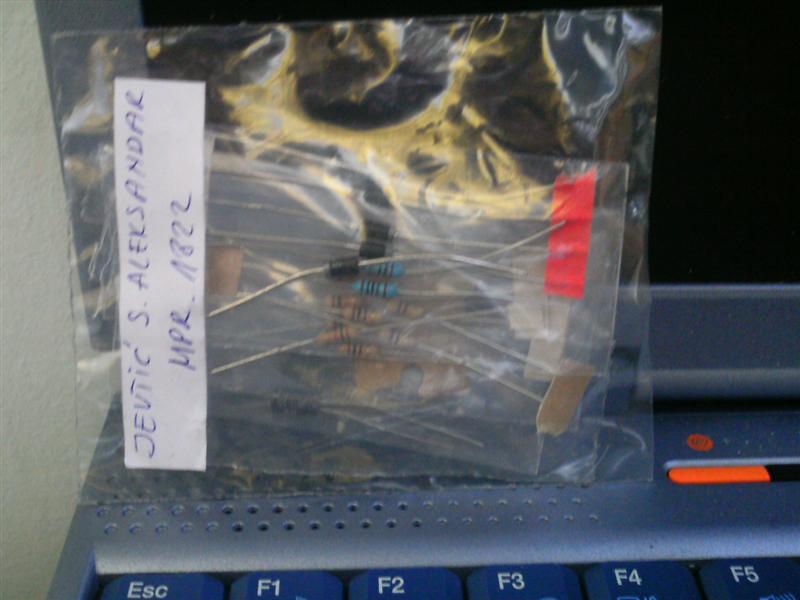 JEVTIĆ S. ALEKSANDAR
MPR. 1822
Esc
F1
F2
F3
F4
F5